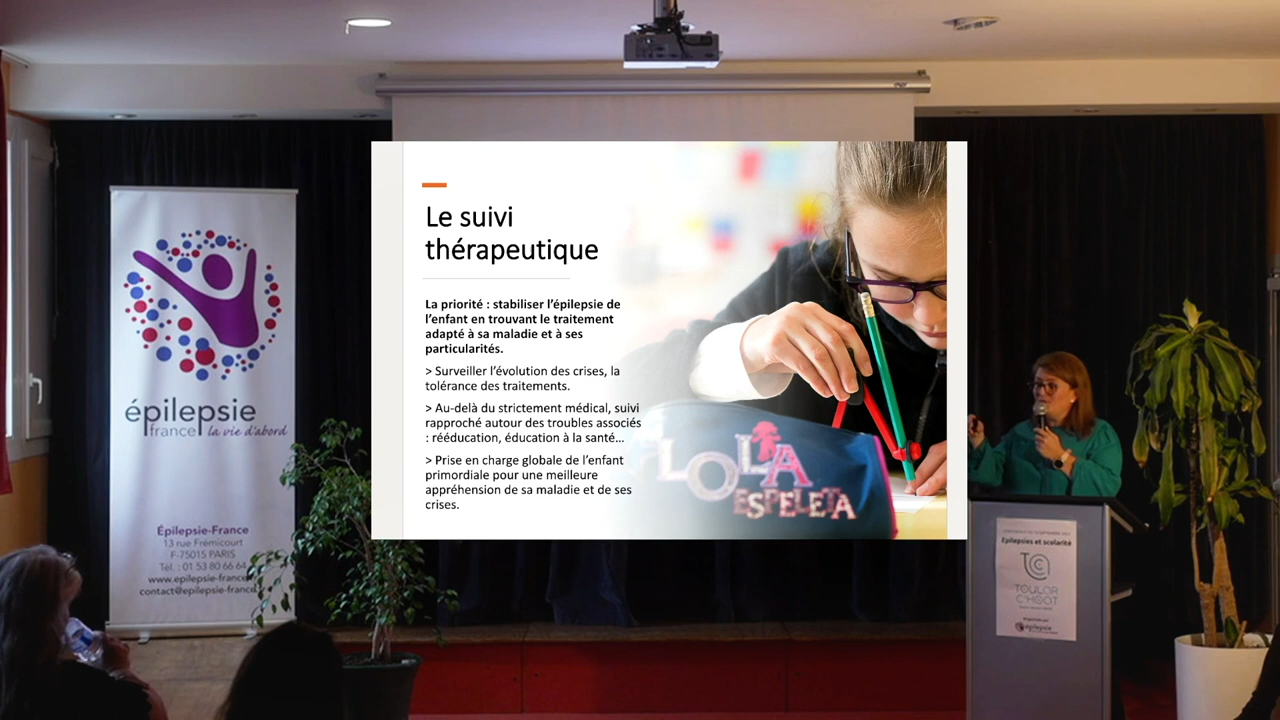 épilepsie
france la vie d'abord
Épilepsie-France
13 rue Frémicourt
F-75015 PARIS
Tél. : 01 53 80 66 64
www.epilepsie-france
contact@epilepsie-france
Le suivi
thérapeutique
La priorité : stabiliser l'épilepsie de
l'enfant en trouvant le traitement
adapté à sa maladie et à ses
particularités.
> Surveiller l'évolution des crises, la
tolérance des traitements.
> Au-delà du strictement médical, suivi
rapproché autour des troubles associés
: rééducation, éducation à la santé…
> Prise en charge globale de l'enfant
primordiale pour une meilleure
appréhension de sa maladie et de ses
crises.
LOLA
ESPELETA
Epilepsies et scolarité
TOULOR
C'HOAT
épilepsie